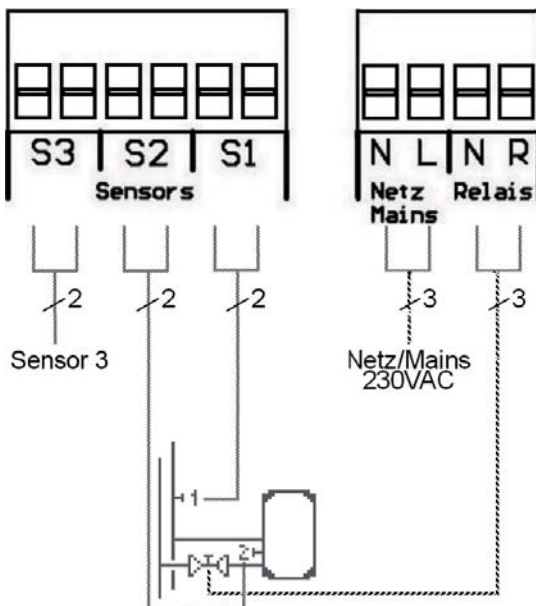 S3 S2 S1 N L N R
Sensors Netz Mains Relais
2 2 2 3 3
Sensor 3 Netz/Mains 230VAC
1
2